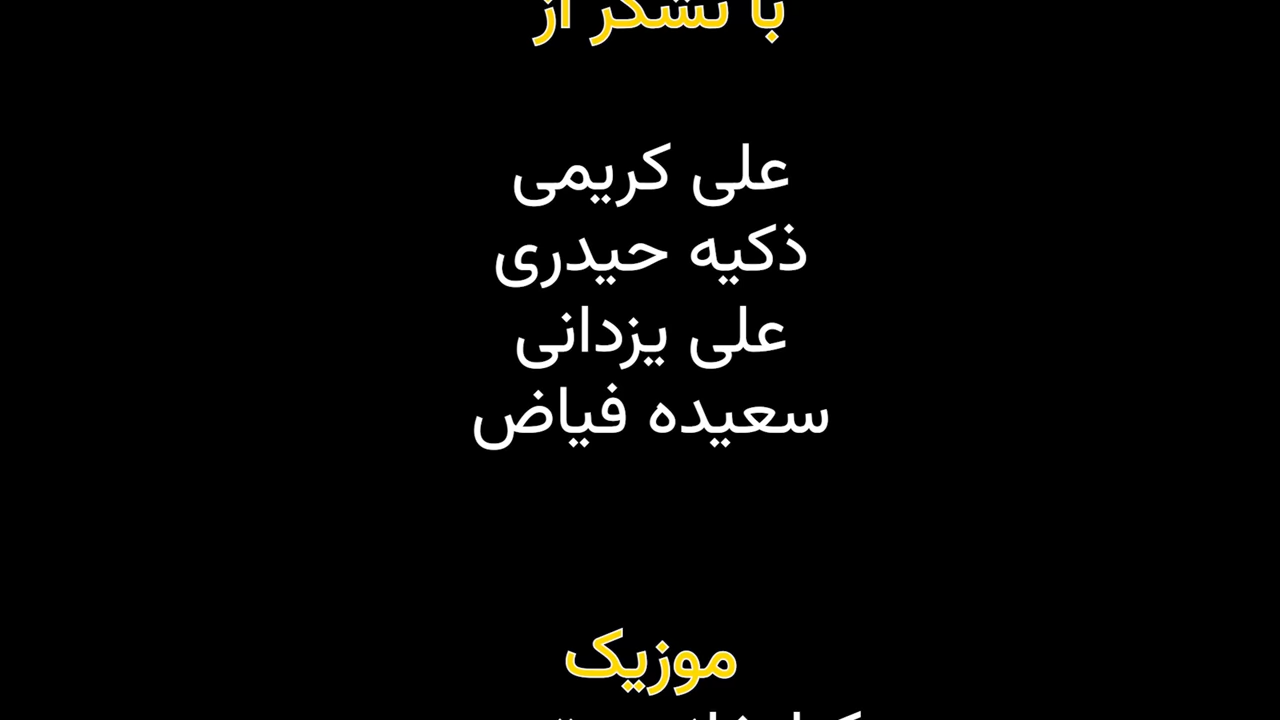 با تشکر از
علی کریمی
ذکیه حیدری
علی یزدانی
سعیده فیاض
موزیک